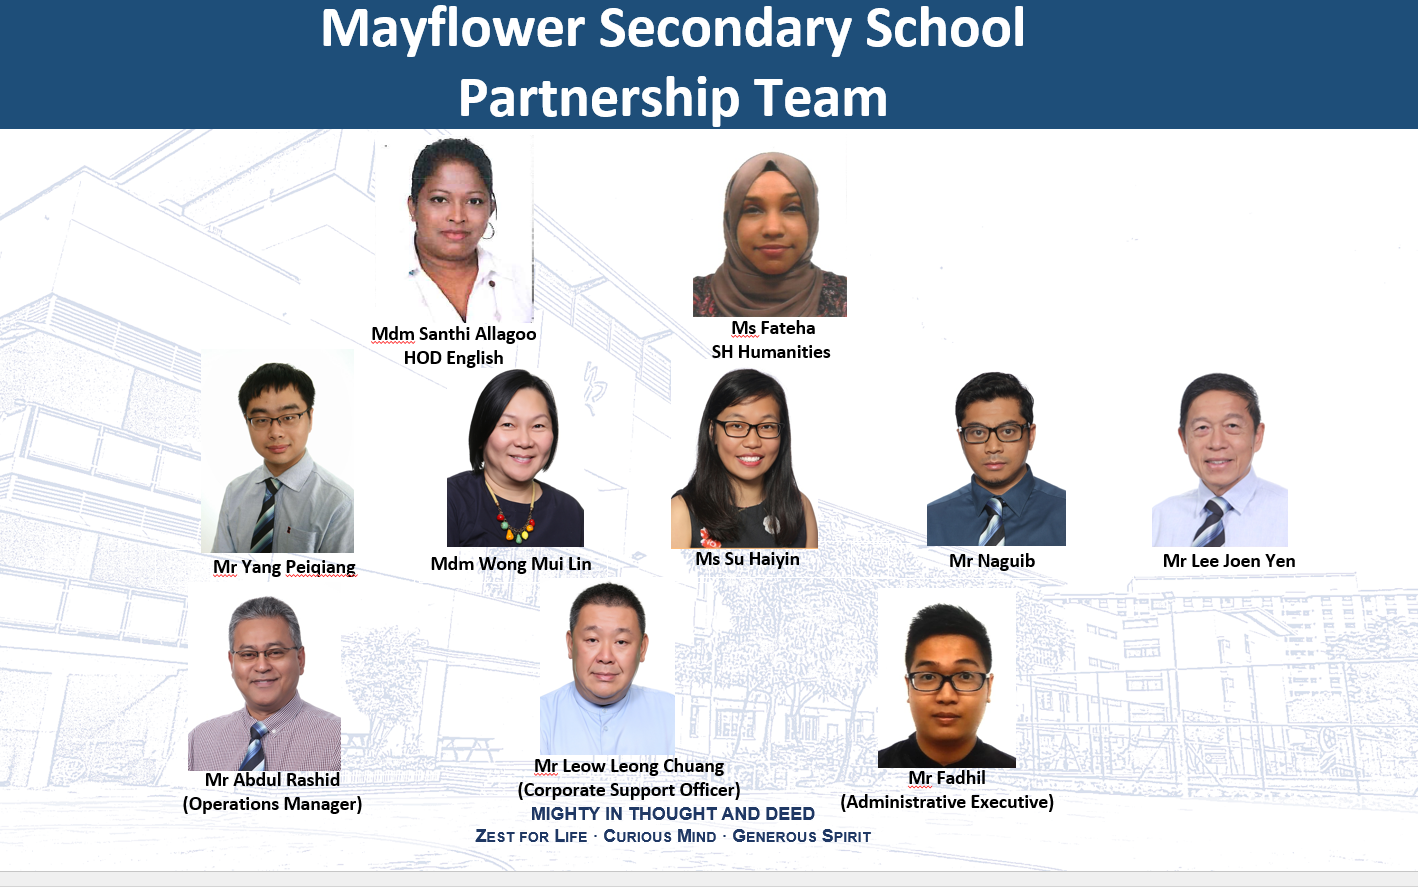 Mayflower Secondary School
Partnership Team
Mdm Santhi Allagoo
HOD English
Ms Fateha
SH Humanities
Mr Yang Peiqiang
Mdm Wong Mui Lin
Ms Su Haiyin
Mr Naguib
Mr Lee Joen Yen
Mr Abdul Rashid
(Operations Manager)
Mr Leow Leong Chuang
(Corporate Support Officer)
Mr Fadhil
(Administrative Executive)
MIGHTY IN THOUGHT AND DEED
ZEST FOR LIFE · CURIOUS MIND · GENEROUS SPIRIT